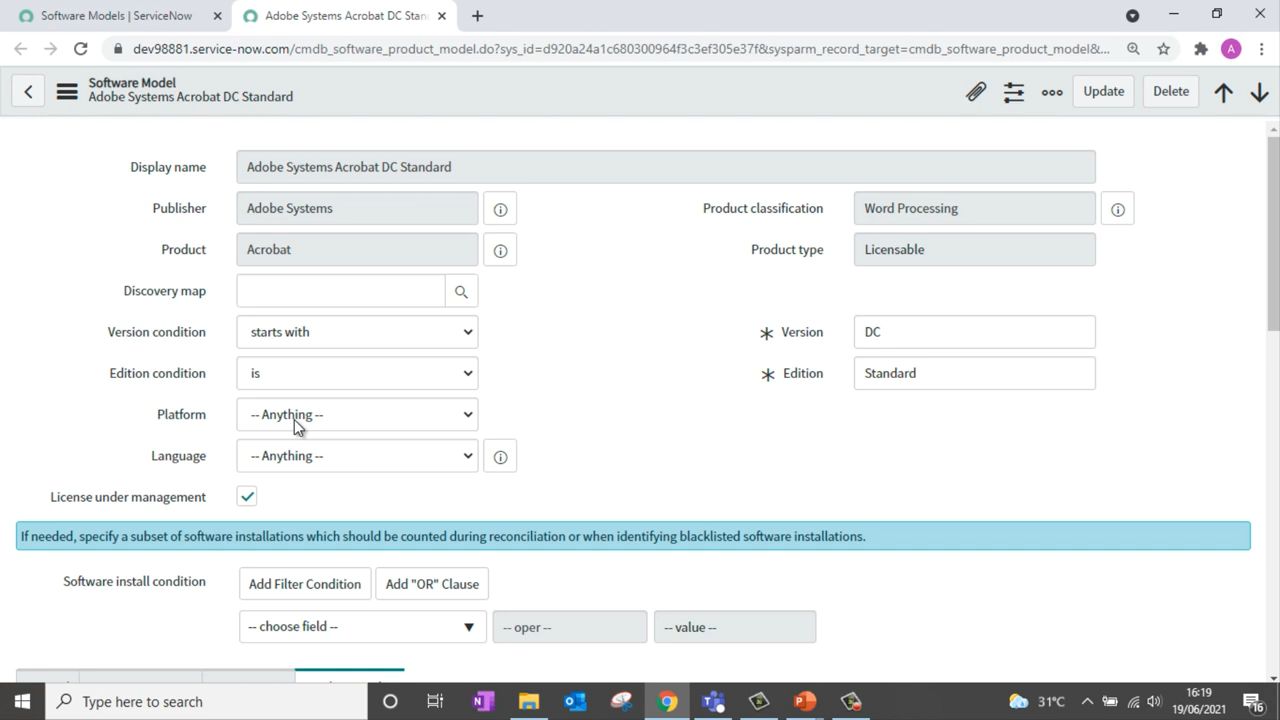 Software Models | ServiceNow
Adobe Systems Acrobat DC Stan
dev98881.service-now.com/cmdb_software_product_model.do?sys_id=d920a24a1c680300964f3c3ef305e37f&sysparm_record_target=cmdb_software_product_model&...
A
Software Model
Adobe Systems Acrobat DC Standard
Update
Delete
Display name
Adobe Systems Acrobat DC Standard
Publisher
Adobe Systems
Product classification
Word Processing
Product
Acrobat
Product type
Licensable
Discovery map
Version condition
starts with
Version
DC
Edition condition
is
Edition
Standard
Platform
-- Anything --
Language
-- Anything --
License under management
If needed, specify a subset of software installations which should be counted during reconciliation or when identifying blacklisted software installations.
Software install condition
Add Filter Condition
Add "OR" Clause
-- choose field --
-- oper --
-- value --
Type here to search
31°C
16:19
19/06/2021
16